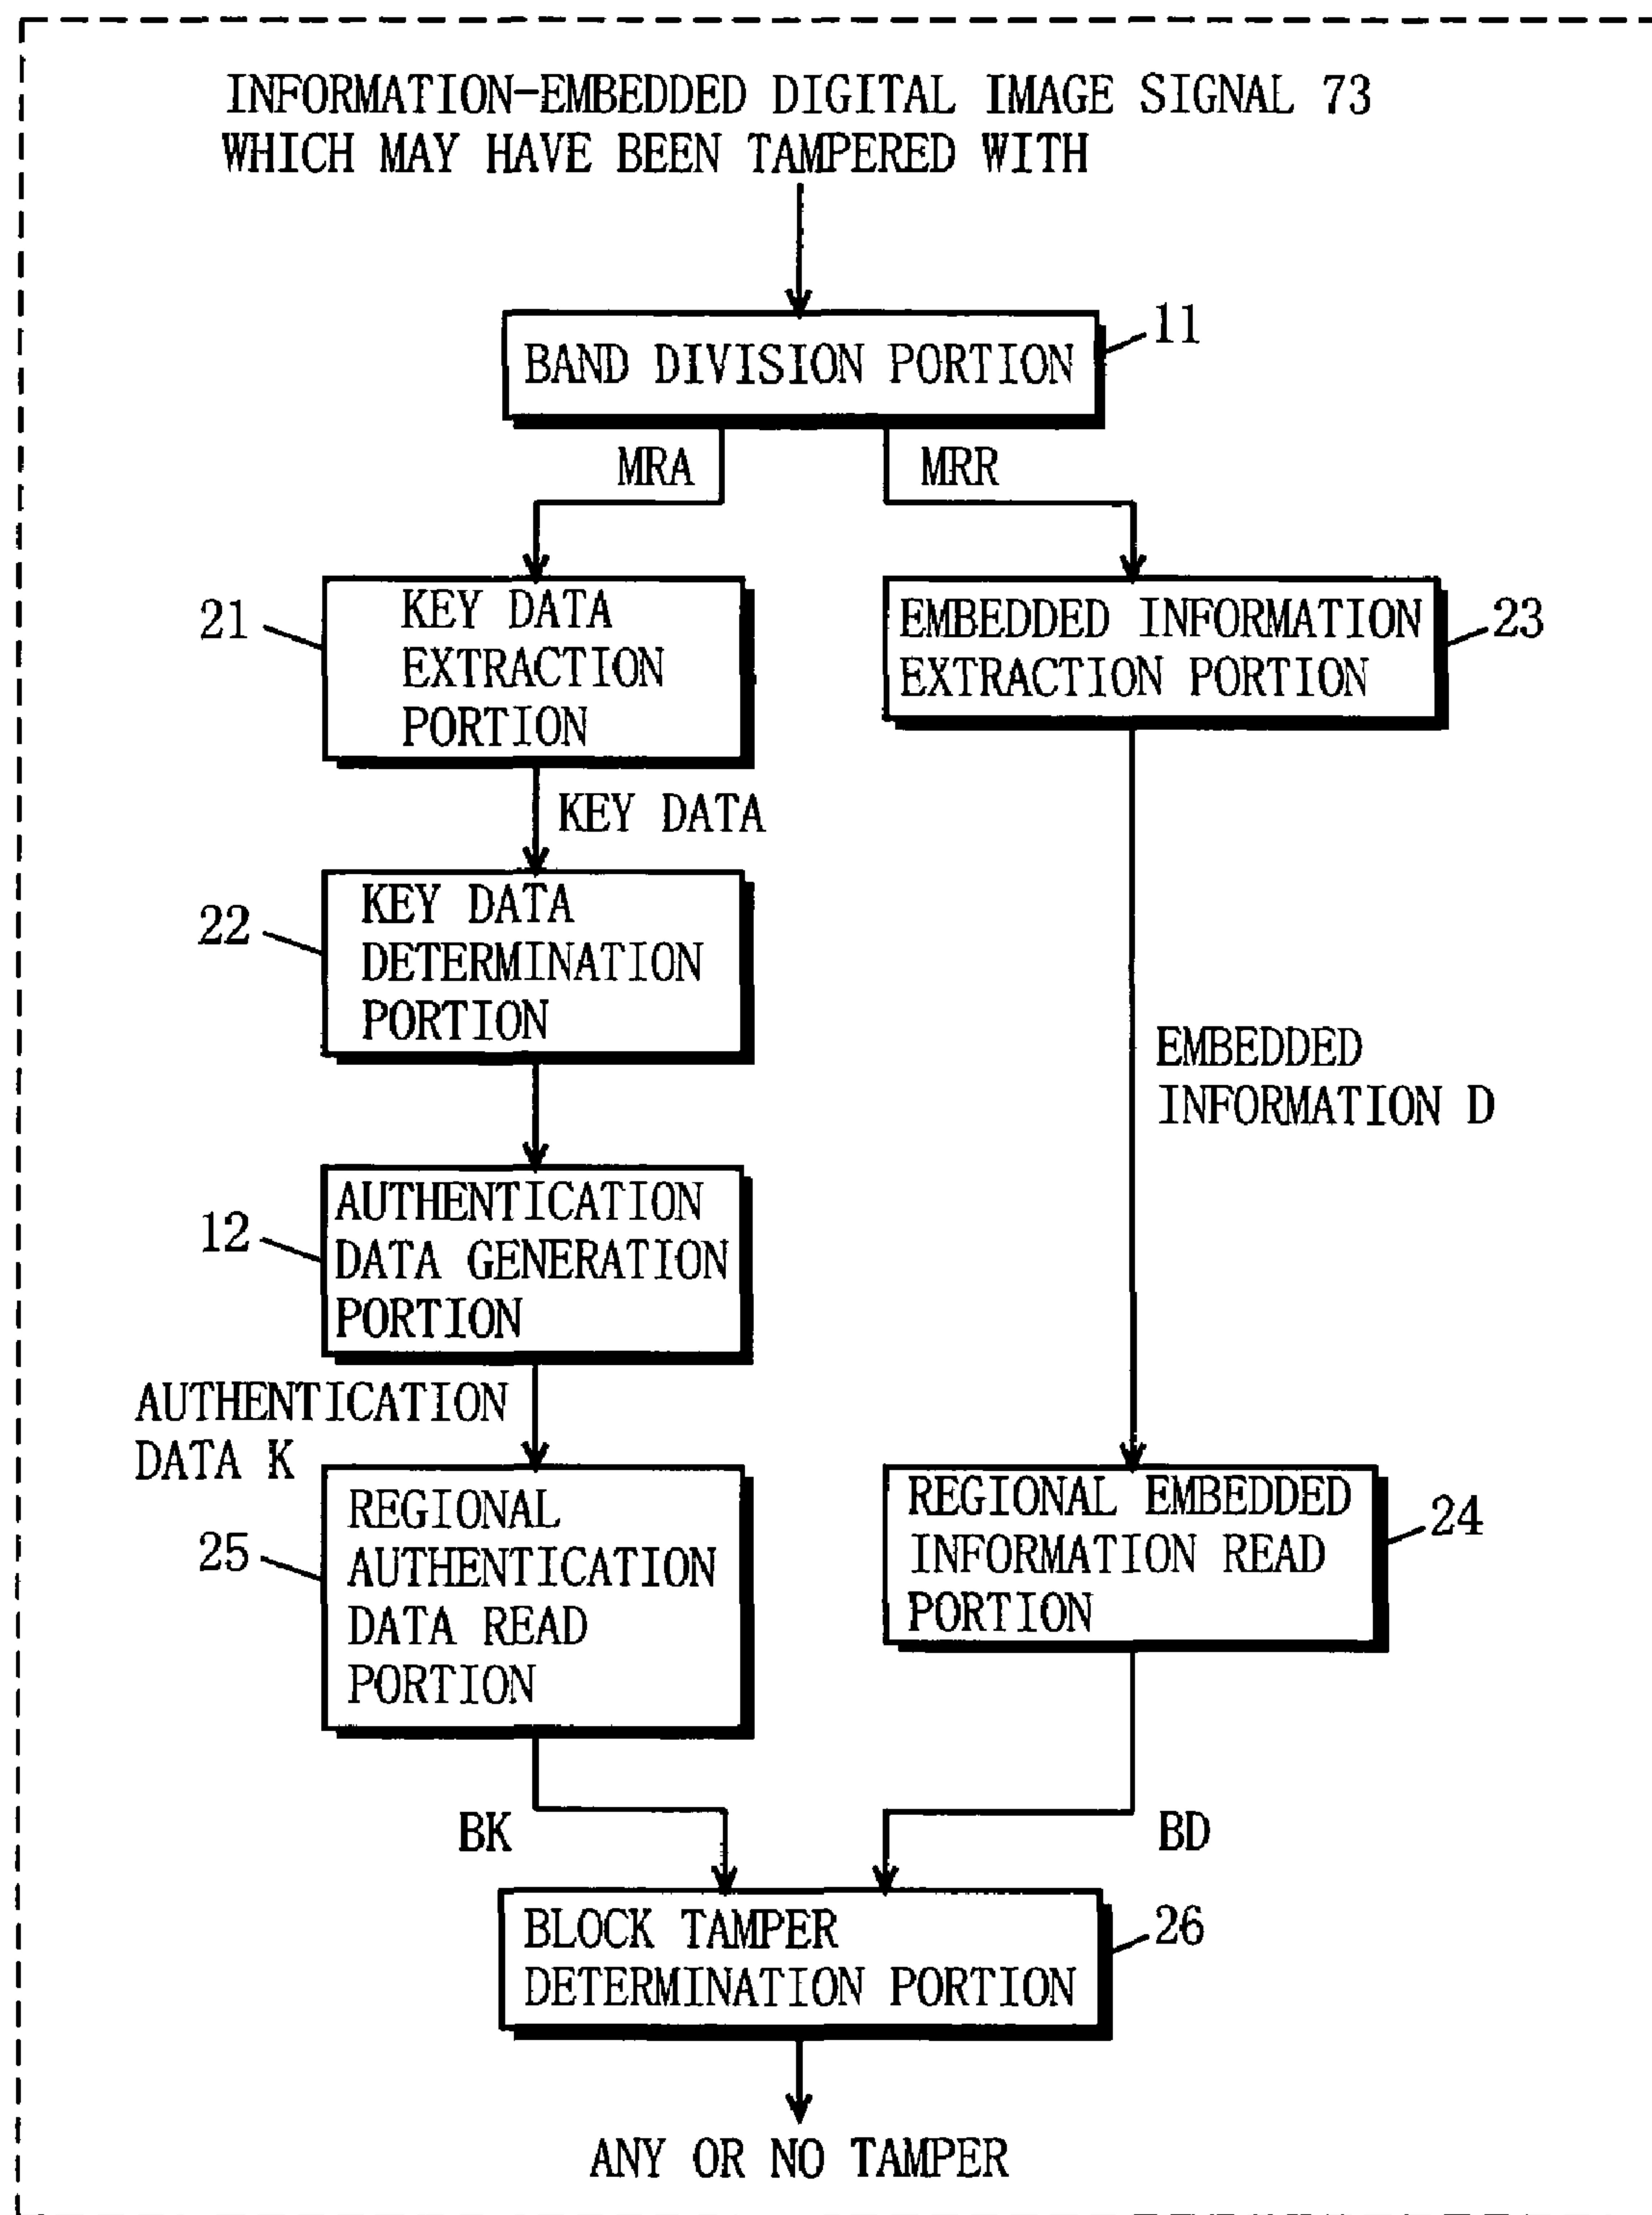 INFORMATION-EMBEDDED DIGITAL IMAGE SIGNAL 73
WHICH MAY HAVE BEEN TAMPERED WITH
BAND DIVISION PORTION
11
MRA
MRR
21
KEY DATA
EXTRACTION
PORTION
EMBEDDED INFORMATION
EXTRACTION PORTION
23
KEY DATA
22
KEY DATA
DETERMINATION
PORTION
EMBEDDED
INFORMATION D
12
AUTHENTICATION
DATA GENERATION
PORTION
AUTHENTICATION
DATA K
25
REGIONAL
AUTHENTICATION
DATA READ
PORTION
REGIONAL EMBEDDED
INFORMATION READ
PORTION
24
BK
BD
BLOCK TAMPER
DETERMINATION PORTION
26
ANY OR NO TAMPER